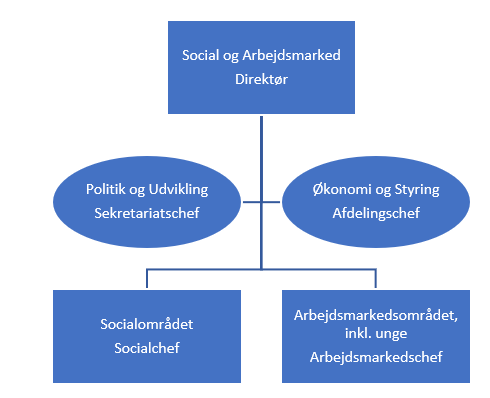 Social og Arbejdsmarked
Direktør
Politik og Udvikling
Sekretariatschef
Økonomi og Styring
Afdelingschef
Socialområdet
Socialchef
Arbejdsmarkedsområdet,
inkl. unge
Arbejdsmarkedschef